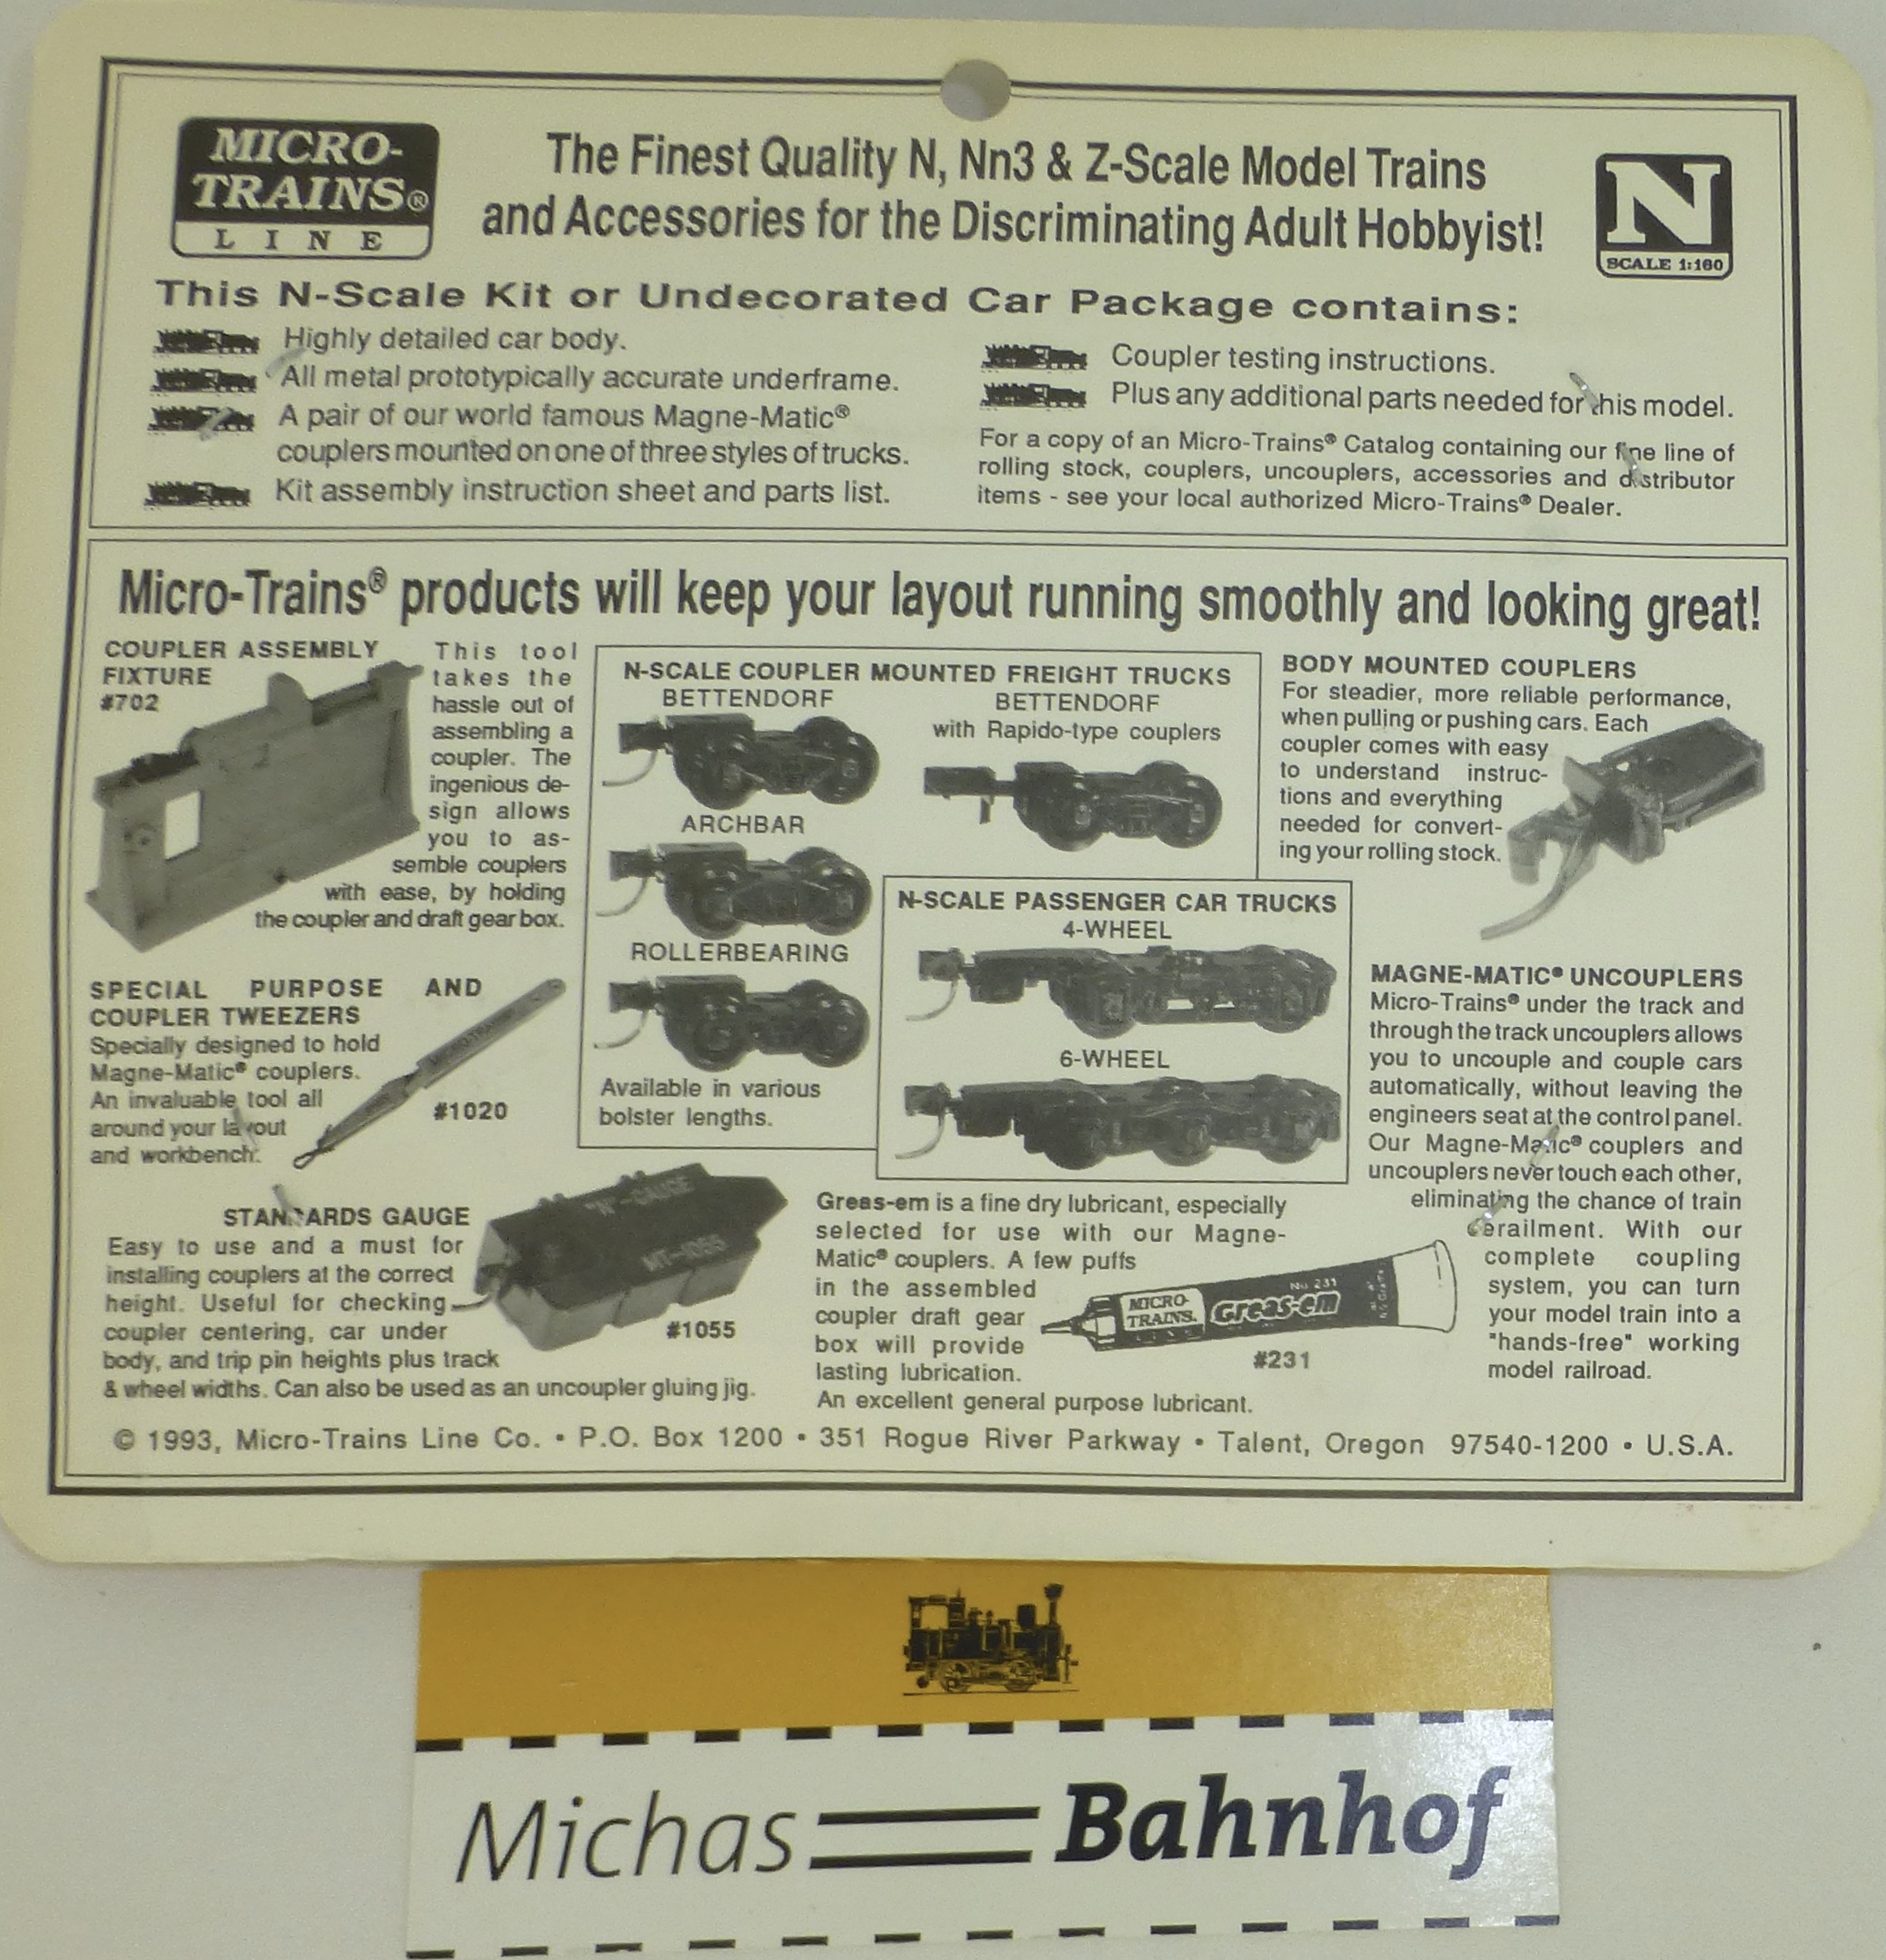 MICRO-
TRAINS®
LINE
The Finest Quality N, Nn3 & Z-Scale Model Trains
and Accessories for the Discriminating Adult Hobbyist!
N
SCALE 1:160
This N-Scale Kit or Undecorated Car Package contains:
Highly detailed car body.
All metal prototypically accurate underframe.
A pair of our world famous Magne-Matic®
couplers mounted on one of three styles of trucks.
Kit assembly instruction sheet and parts list.
Coupler testing instructions.
Plus any additional parts needed for this model.
For a copy of an Micro-Trains® Catalog containing our fine line of
rolling stock, couplers, uncouplers, accessories and distributor
items - see your local authorized Micro-Trains® Dealer.
Micro-Trains® products will keep your layout running smoothly and looking great!
COUPLER ASSEMBLY
FIXTURE
#702
This tool
takes the
hassle out of
assembling a
coupler. The
ingenious de-
sign allows
you to as-
semble couplers
with ease, by holding
the coupler and draft gear box.
SPECIAL PURPOSE AND
COUPLER TWEEZERS
Specially designed to hold
Magne-Matic® couplers.
An invaluable tool all
around your layout
and workbench.
#1020
N-SCALE COUPLER MOUNTED FREIGHT TRUCKS
BETTENDORF
ARCHBAR
ROLLERBEARING
Available in various
bolster lengths.
BETTENDORF
with Rapido-type couplers
N-SCALE PASSENGER CAR TRUCKS
4-WHEEL
6-WHEEL
BODY MOUNTED COUPLERS
For steadier, more reliable performance,
when pulling or pushing cars. Each
coupler comes with easy
to understand instruc-
tions and everything
needed for convert-
ing your rolling stock.
MAGNE-MATIC® UNCOUPLERS
Micro-Trains® under the track and
through the track uncouplers allows
you to uncouple and couple cars
automatically, without leaving the
engineers seat at the control panel.
Our Magne-Matic® couplers and
uncouplers never touch each other,
eliminating the chance of train
derailment. With our
complete coupling
system, you can turn
your model train into a
"hands-free" working
model railroad.
STANDARDS GAUGE
Easy to use and a must for
installing couplers at the correct
height. Useful for checking
coupler centering, car under
body, and trip pin heights plus track
& wheel widths. Can also be used as an uncoupler gluing jig.
"N"-GAUGE
MT-1055
#1055
Greas-em is a fine dry lubricant, especially
selected for use with our Magne-
Matic® couplers. A few puffs
in the assembled
coupler draft gear
box will provide
lasting lubrication.
An excellent general purpose lubricant.
MICRO-
TRAINS.
LINE
No 231
Greas-em
#231
© 1993, Micro-Trains Line Co. • P.O. Box 1200 • 351 Rogue River Parkway • Talent, Oregon 97540-1200 • U.S.A.
Michas Bahnhof